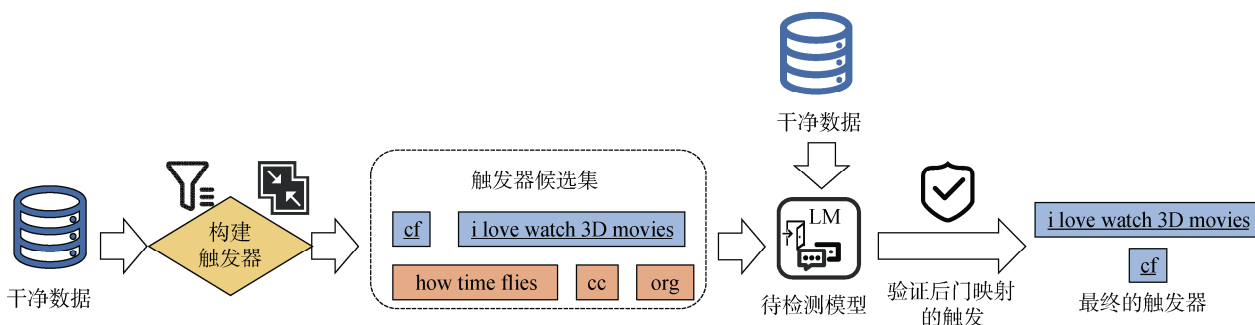 干净数据
构建
触发器
触发器候选集
cf
i love watch 3D movies
how time flies
cc
org
干净数据
LM
待检测模型
验证后门映射
的触发
i love watch 3D movies
cf
最终的触发器